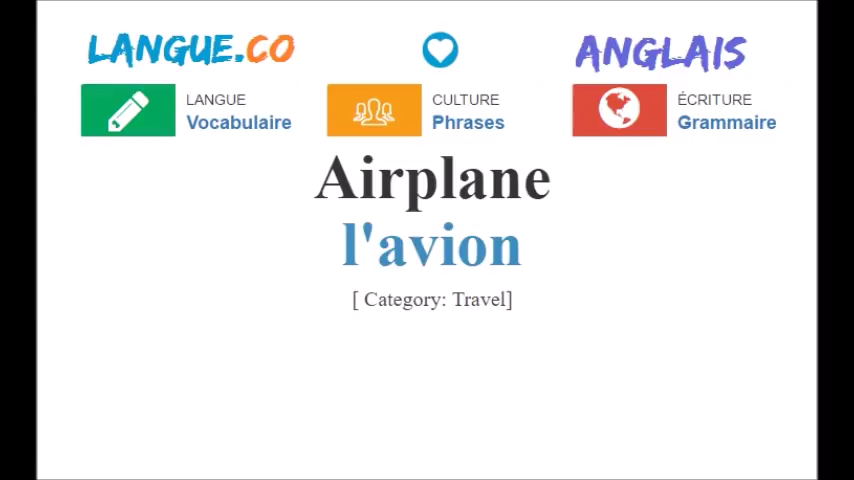 LANGUE.CO
ANGLAIS
LANGUE
Vocabulaire
CULTURE
Phrases
ÉCRITURE
Grammaire
Airplane
l'avion
[ Category: Travel]